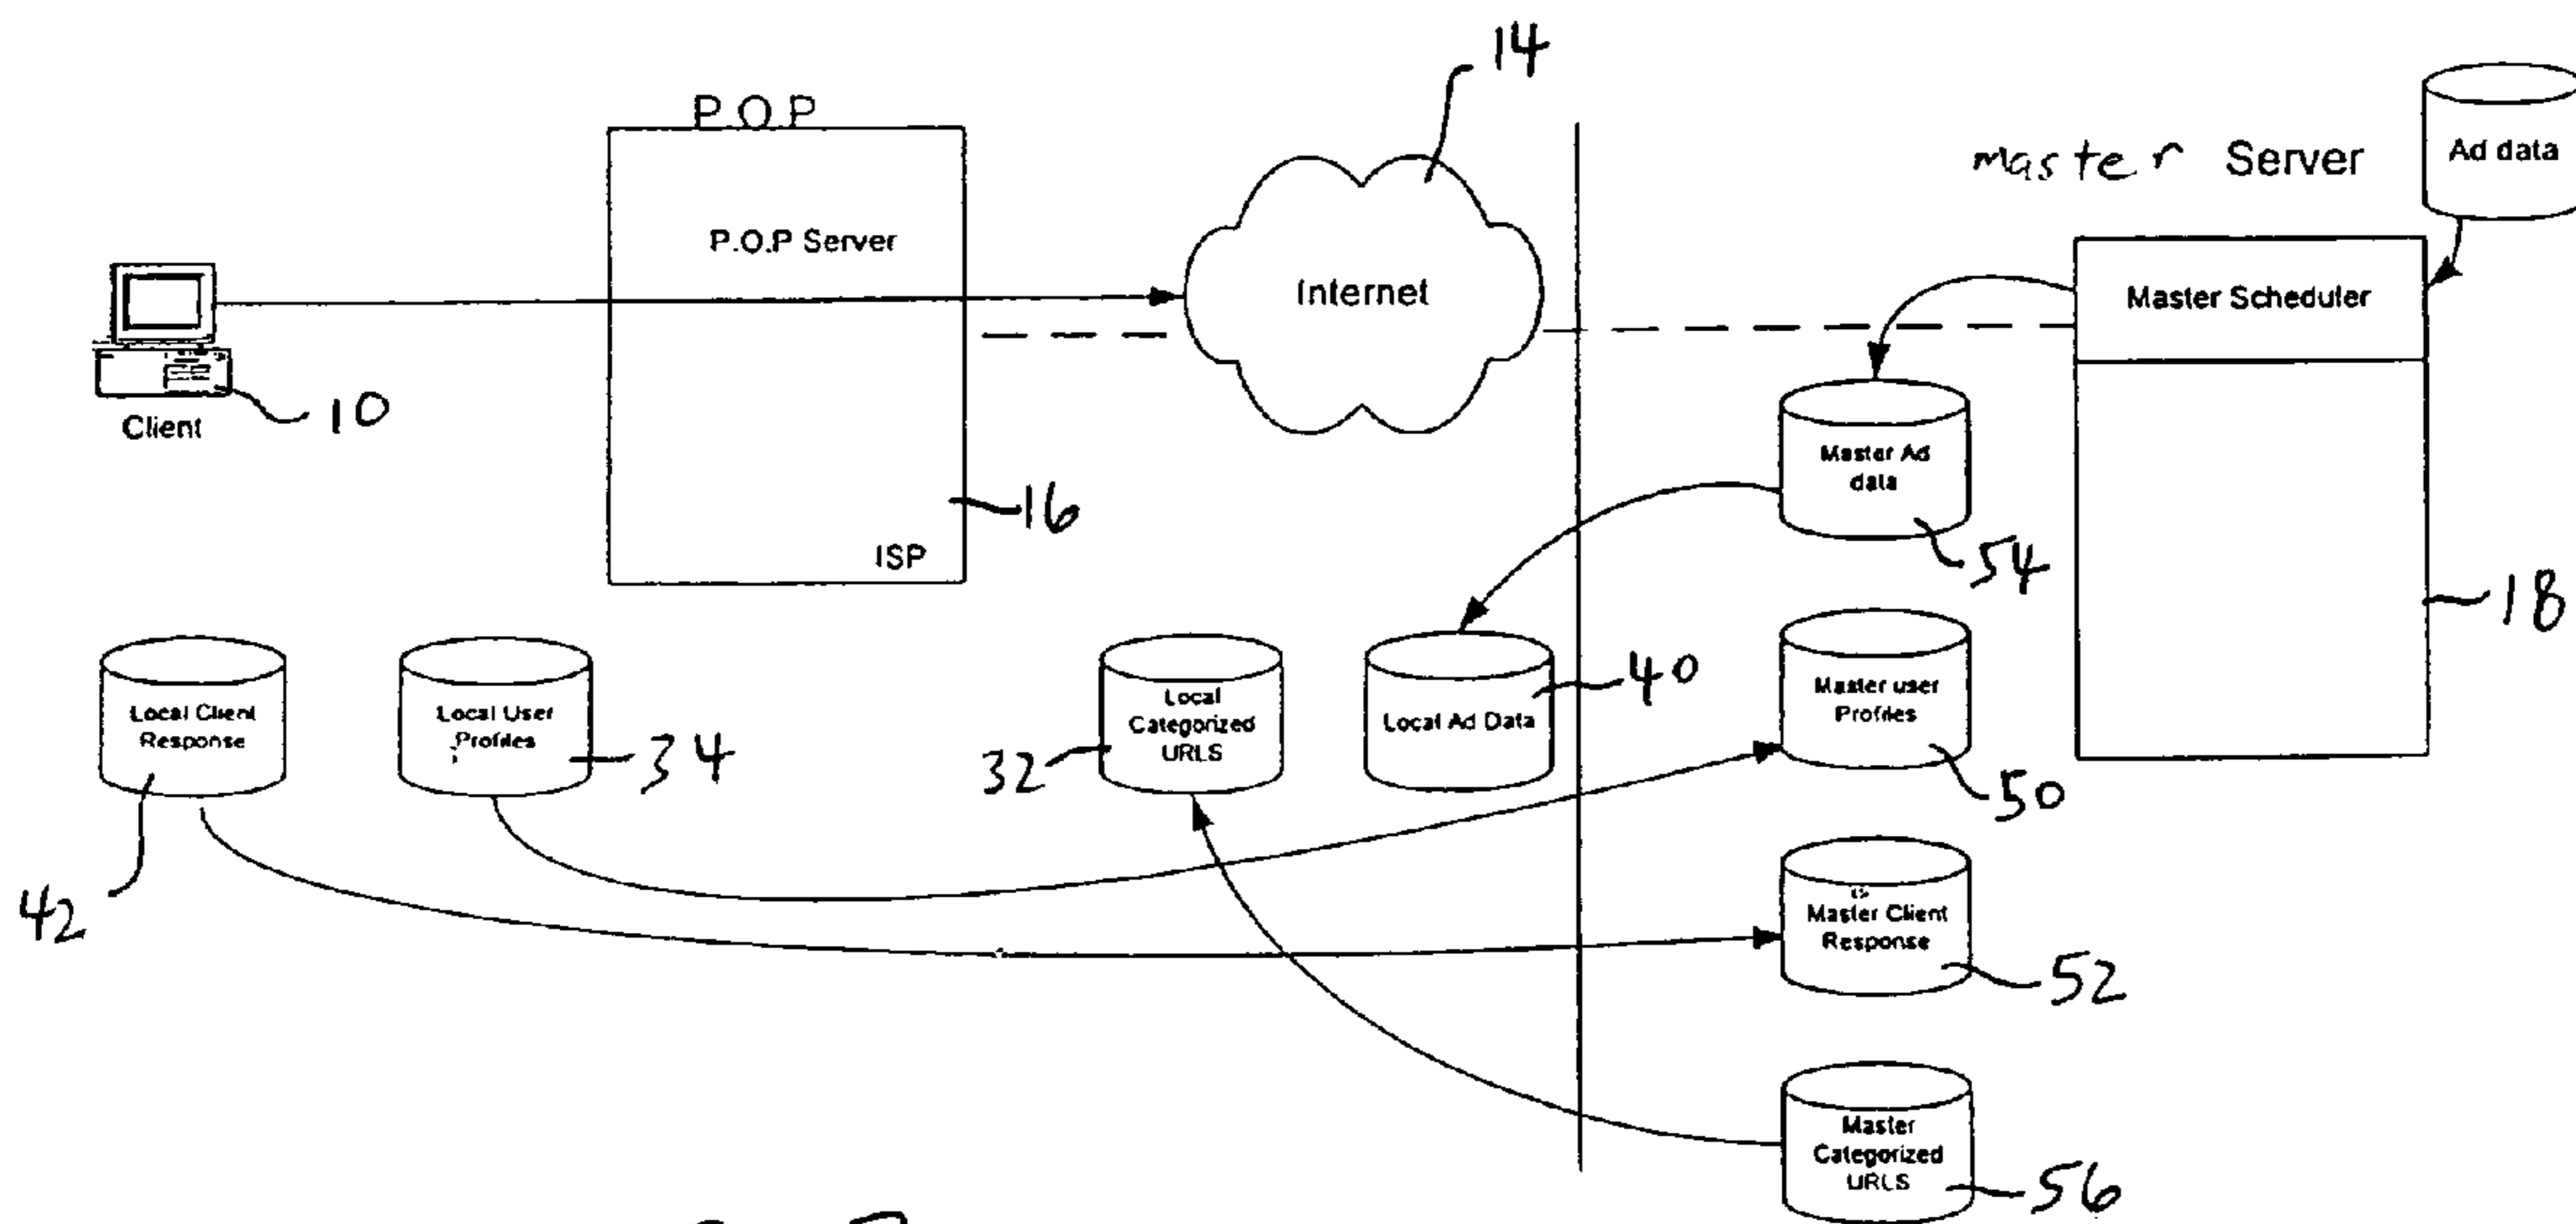 14
P.O.P
master Server
Ad data
P.O.P Server
Internet
Master Scheduler
Client
10
16
ISP
Master Ad
data
54
18
Local Client
Response
42
Local User
Profiles
34
Local
Categorized
URLS
32
Local Ad Data
40
Master user
Profiles
50
Master Client
Response
52
Master
Categorized
URLS
56